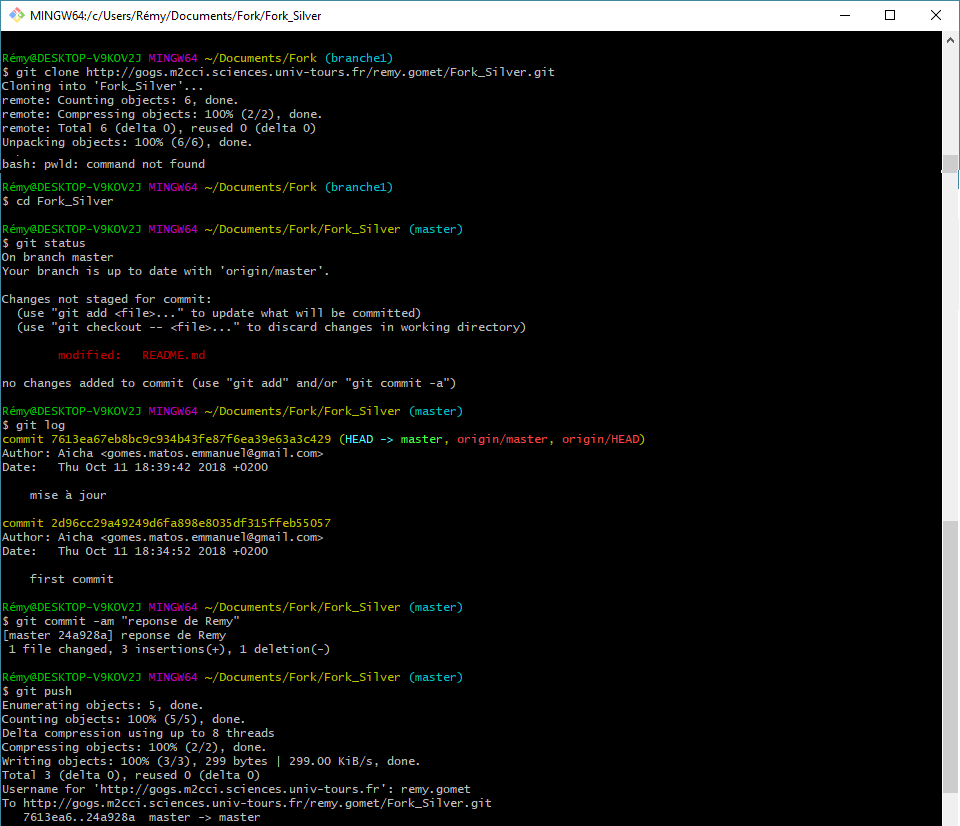 MINGW64:/c/Users/Rémy/Documents/Fork/Fork_Silver
Rémy@DESKTOP-V9KOV2J MINGW64 ~/Documents/Fork (branche1)
$ git clone http://gogs.m2cci.sciences.univ-tours.fr/remy.gomet/Fork_Silver.git
Cloning into 'Fork_Silver'...
remote: Counting objects: 6, done.
remote: Compressing objects: 100% (2/2), done.
remote: Total 6 (delta 0), reused 0 (delta 0)
Unpacking objects: 100% (6/6), done.
bash: pwld: command not found
Rémy@DESKTOP-V9KOV2J MINGW64 ~/Documents/Fork (branche1)
$ cd Fork_Silver
Rémy@DESKTOP-V9KOV2J MINGW64 ~/Documents/Fork/Fork_Silver (master)
$ git status
On branch master
Your branch is up to date with 'origin/master'.
Changes not staged for commit:
(use "git add <file>..." to update what will be committed)
(use "git checkout -- <file>..." to discard changes in working directory)
modified: README.md
no changes added to commit (use "git add" and/or "git commit -a")
Rémy@DESKTOP-V9KOV2J MINGW64 ~/Documents/Fork/Fork_Silver (master)
$ git log
commit 7613ea67eb8bc9c934b43fe87f6ea39e63a3c429 (HEAD -> master, origin/master, origin/HEAD)
Author: Aicha <gomes.matos.emmanuel@gmail.com>
Date: Thu Oct 11 18:39:42 2018 +0200
mise à jour
commit 2d96cc29a49249d6fa898e8035df315ffeb55057
Author: Aicha <gomes.matos.emmanuel@gmail.com>
Date: Thu Oct 11 18:34:52 2018 +0200
first commit
Rémy@DESKTOP-V9KOV2J MINGW64 ~/Documents/Fork/Fork_Silver (master)
$ git commit -am "reponse de Remy"
[master 24a928a] reponse de Remy
1 file changed, 3 insertions(+), 1 deletion(-)
Rémy@DESKTOP-V9KOV2J MINGW64 ~/Documents/Fork/Fork_Silver (master)
$ git push
Enumerating objects: 5, done.
Counting objects: 100% (5/5), done.
Delta compression using up to 8 threads
Compressing objects: 100% (2/2), done.
Writing objects: 100% (3/3), 299 bytes | 299.00 KiB/s, done.
Total 3 (delta 0), reused 0 (delta 0)
Username for 'http://gogs.m2cci.sciences.univ-tours.fr': remy.gomet
To http://gogs.m2cci.sciences.univ-tours.fr/remy.gomet/Fork_Silver.git
7613ea6..24a928a master -> master